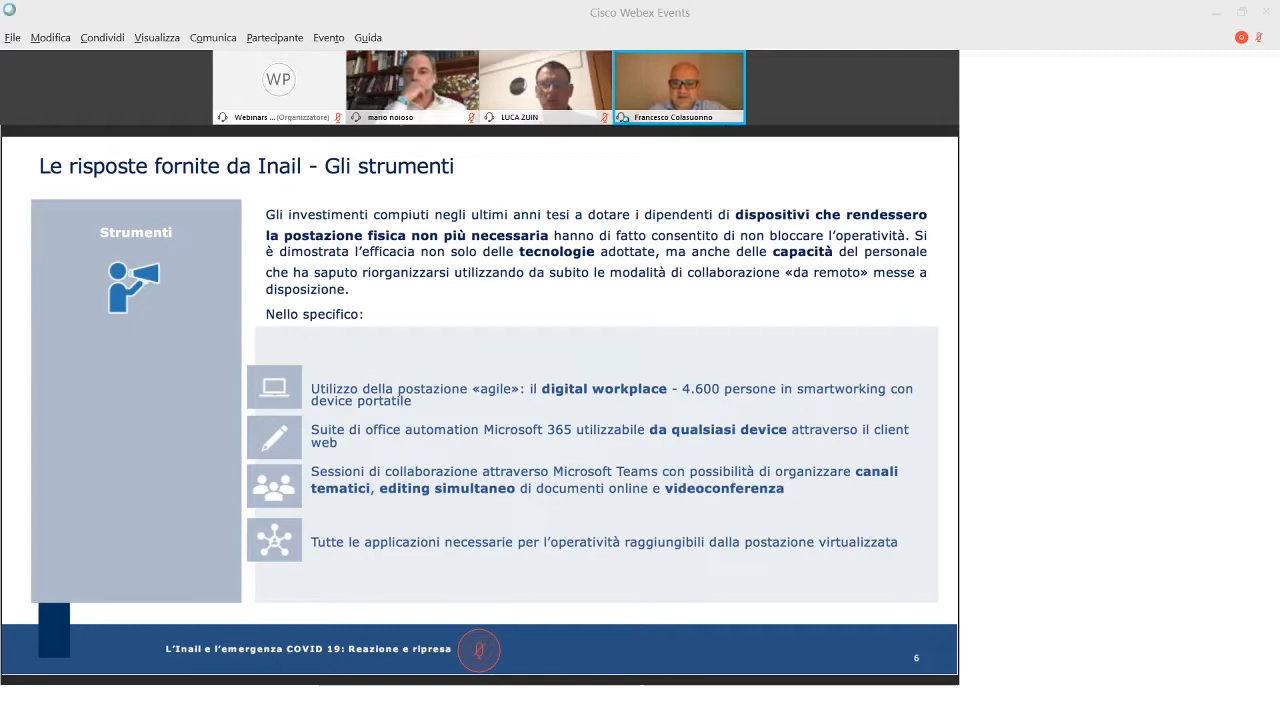 Cisco Webex Events
File Modifica Condividi Visualizza Comunica Partecipante Evento Guida
WP
Webinars ... (Organizzatore) mario noioso LUCA ZUIN Francesco Colasuonno
Le risposte fornite da Inail - Gli strumenti
Strumenti
Gli investimenti compiuti negli ultimi anni tesi a dotare i dipendenti di dispositivi che rendessero
la postazione fisica non più necessaria hanno di fatto consentito di non bloccare l'operatività. Si
è dimostrata l'efficacia non solo delle tecnologie adottate, ma anche delle capacità del personale
che ha saputo riorganizzarsi utilizzando da subito le modalità di collaborazione «da remoto» messe a
disposizione.
Nello specifico:
Utilizzo della postazione «agile»: il digital workplace - 4.600 persone in smartworking con
device portatile
Suite di office automation Microsoft 365 utilizzabile da qualsiasi device attraverso il client
web
Sessioni di collaborazione attraverso Microsoft Teams con possibilità di organizzare canali
tematici, editing simultaneo di documenti online e videoconferenza
Tutte le applicazioni necessarie per l'operatività raggiungibili dalla postazione virtualizzata
L'Inail e l'emergenza COVID 19: Reazione e ripresa
6